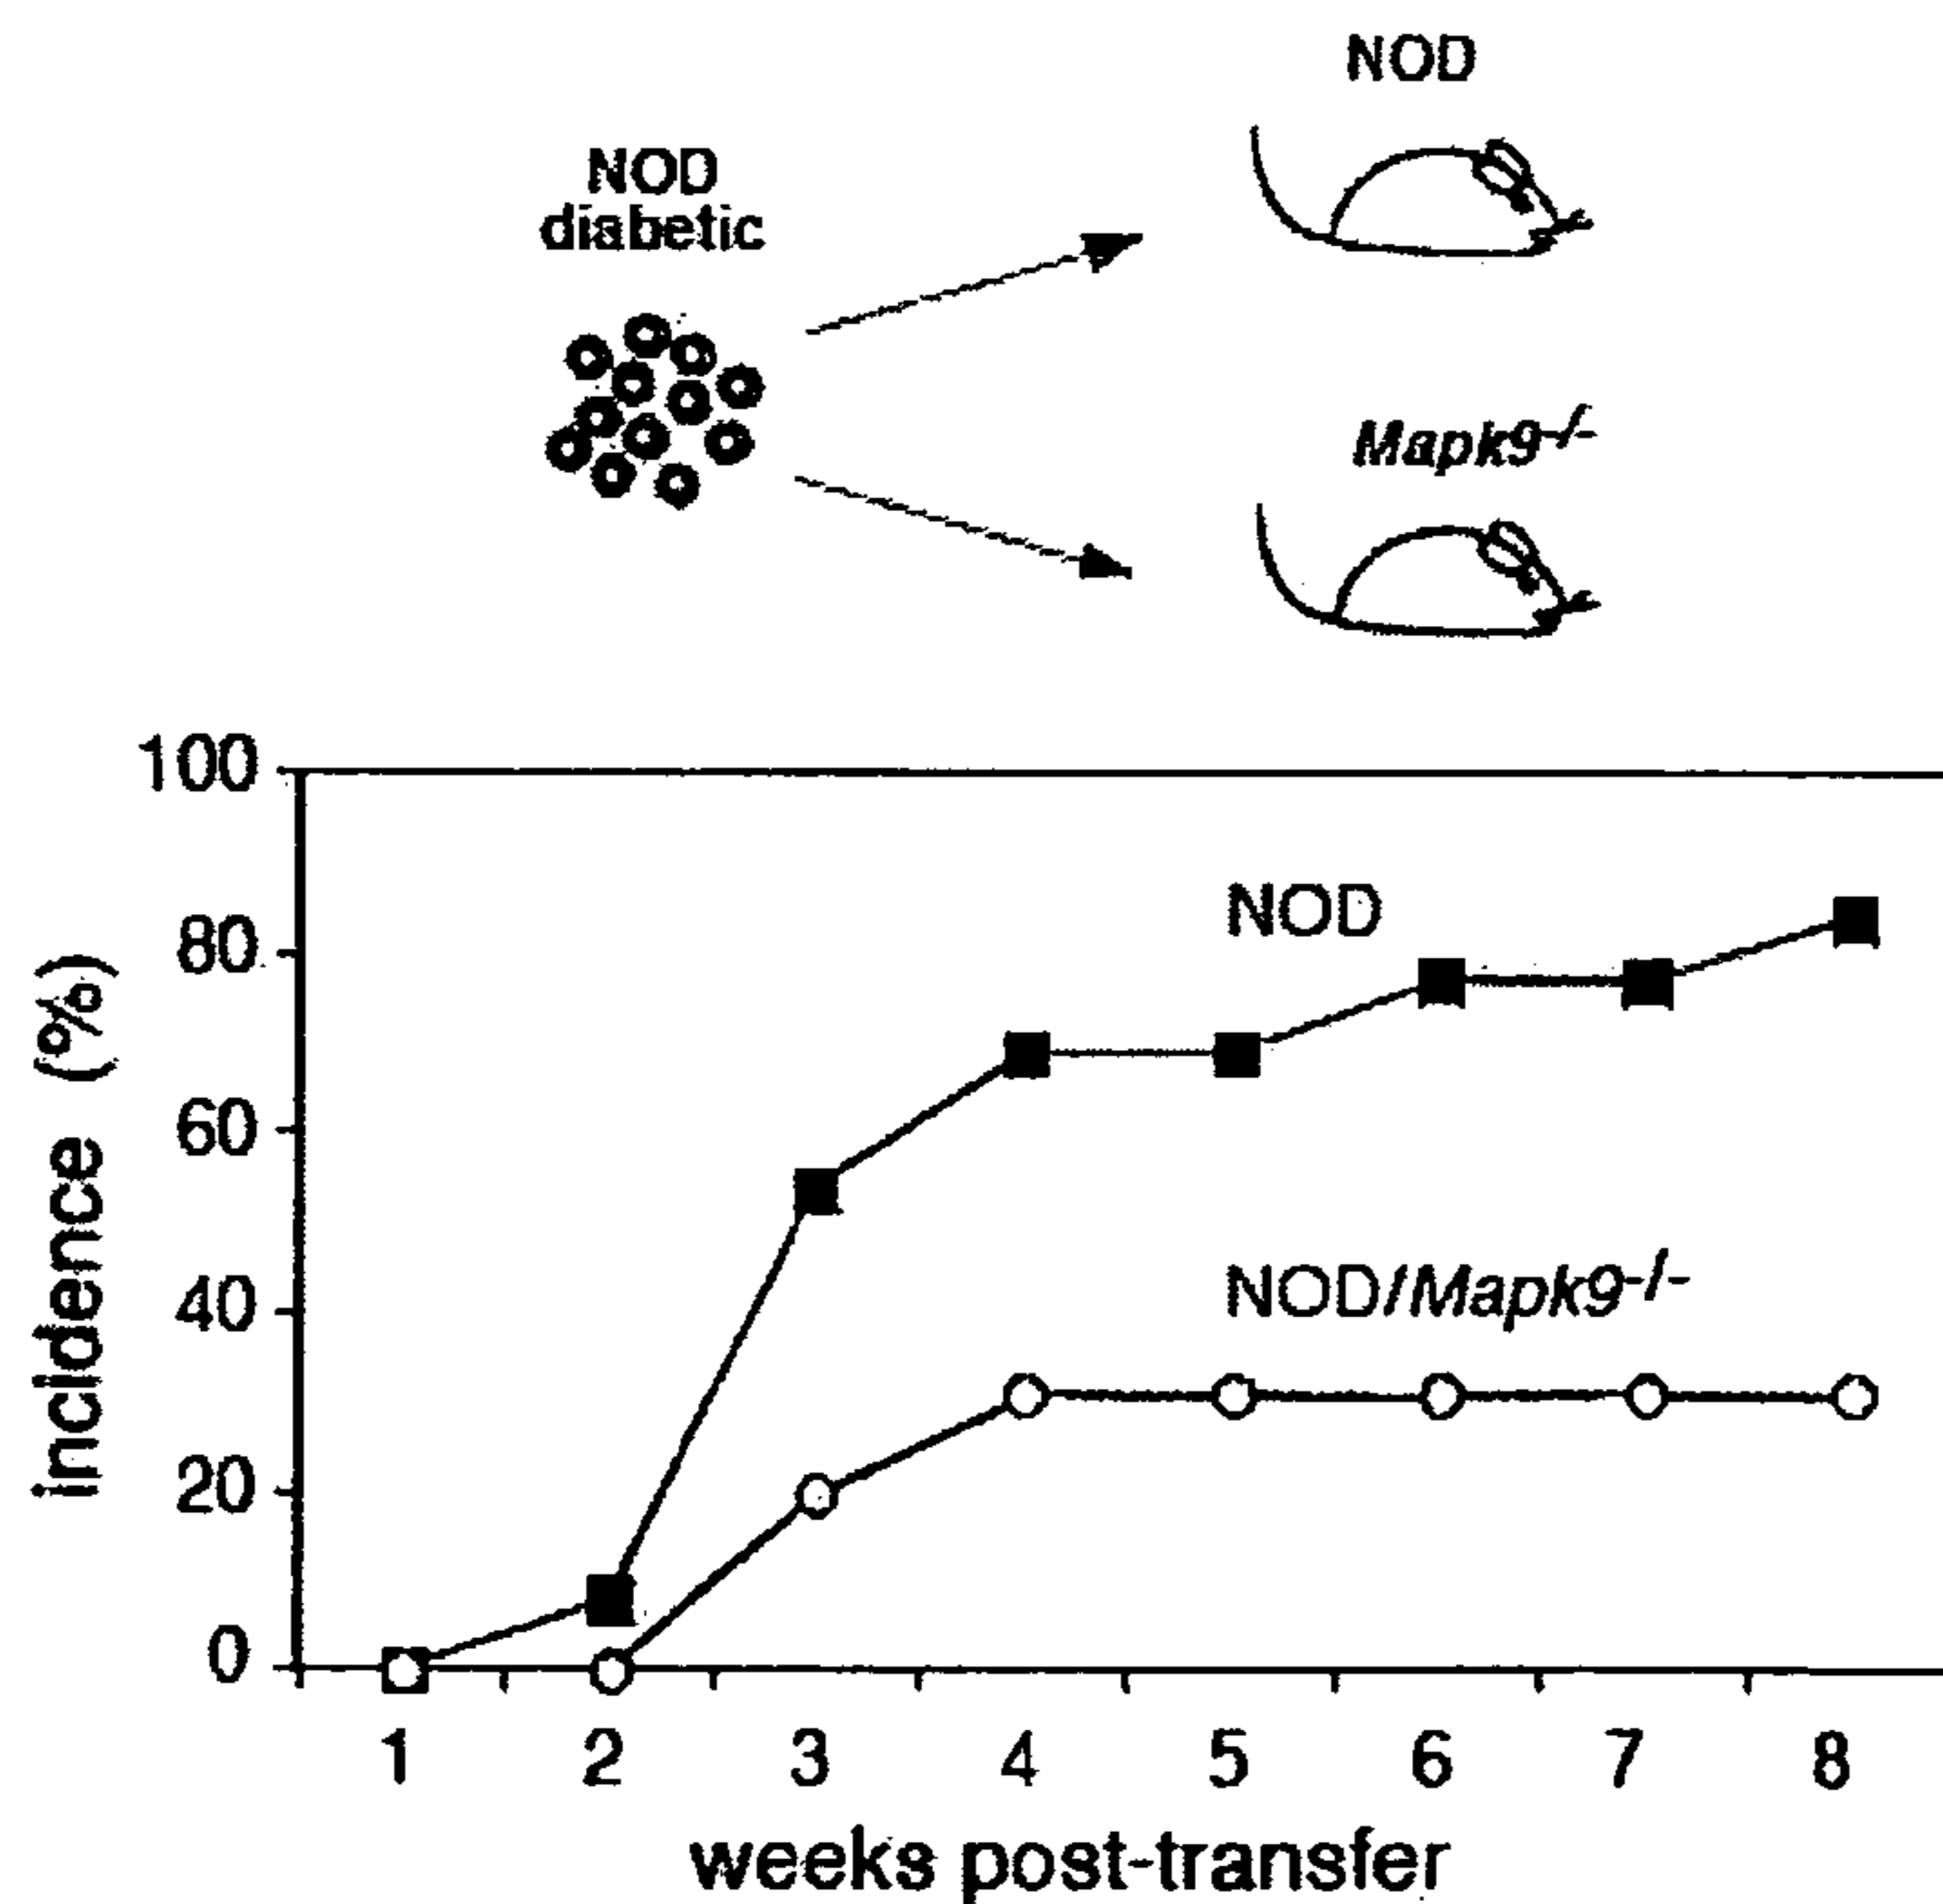 NOD
NOD
diabetic
Mapk9-/-
100
80
60
40
20
0
incidence (%)
NOD
NOD/Mapk9-/-
1 2 3 4 5 6 7 8
weeks post-transfer